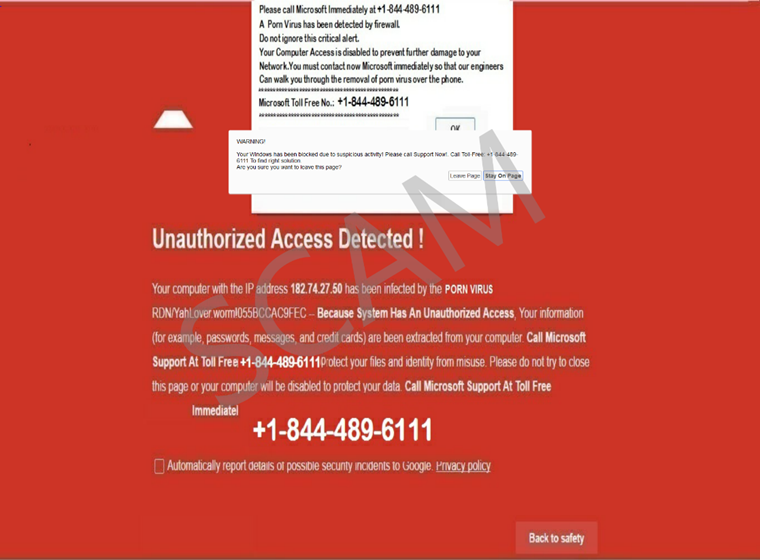 Please call Microsoft Immediately at +1-844-489-6111
A Porn Virus has been detected by firewall.
Do not ignore this critical alert.
Your Computer Access is disabled to prevent further damage to your
Network.You must contact now Microsoft immediately so that our engineers
Can walk you through the removal of porn virus over the phone.
Microsoft Toll Free No.: +1-844-489-6111
OK
WARNING!
Your Windows has been blocked due to suspicious activity! Please call Support Now!. Call Toll-Free: +1-844-489-
6111 To find right solution.
Are you sure you want to leave this page?
Leave Page Stay On Page
SCAM
Unauthorized Access Detected !
Your computer with the IP address 182.74.27.50 has been infected by the PORN VIRUS
– Because System Has An Unauthorized Access, Your information
(for example, passwords, messages, and credit cards) are been extracted from your computer. Call Microsoft
Support At Toll Free +1-844-489-6111 protect your files and identity from misuse. Please do not try to close
this page or your computer will be disabled to protect your data. Call Microsoft Support At Toll Free
Immediatel
+1-844-489-6111
Automatically report details of possible security incidents to Google. Privacy policy
Back to safety